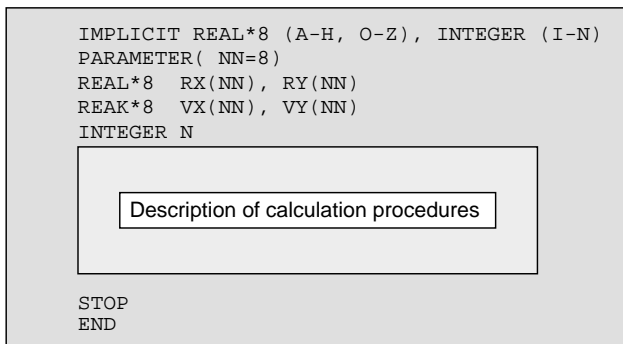 IMPLICIT REAL*8 (A-H, O-Z), INTEGER (I-N)
PARAMETER( NN=8)
REAL*8 RX(NN), RY(NN)
REAK*8 VX(NN), VY(NN)
INTEGER N
Description of calculation procedures
STOP
END